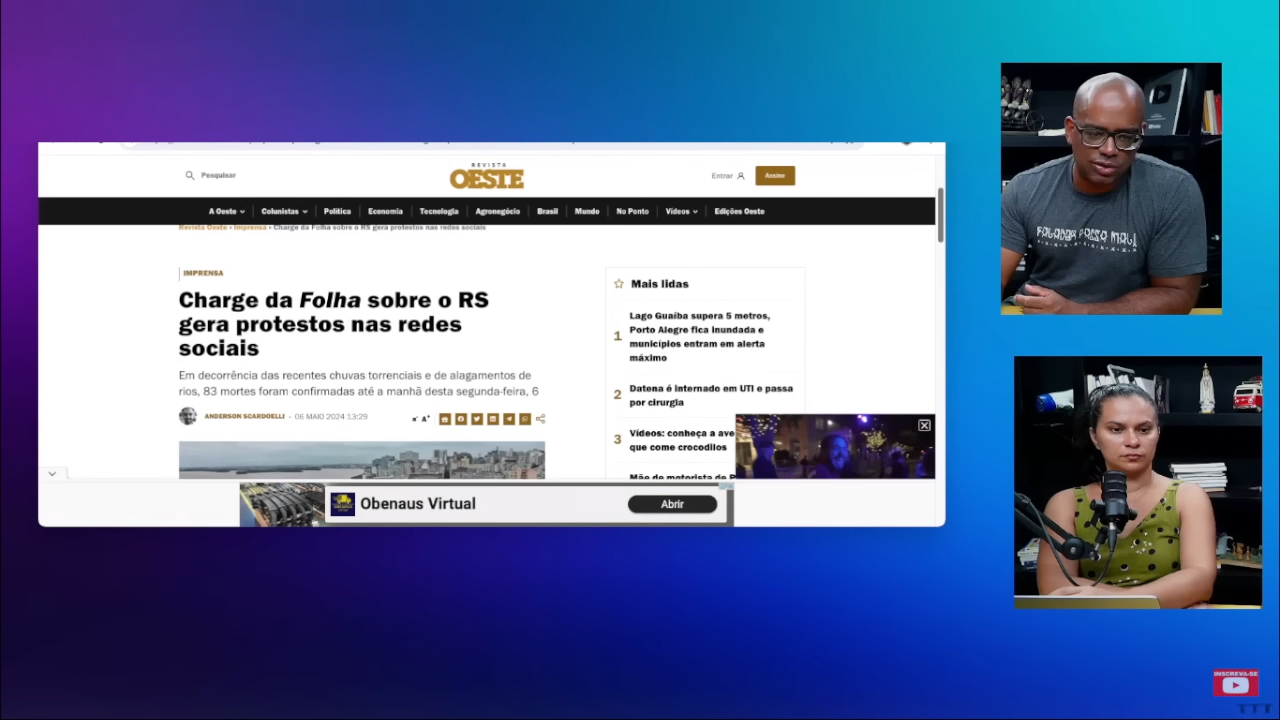 Pesquisar
REVISTA
OESTE
Entrar
Assine
A Oeste
Colunistas
Política
Economia
Tecnologia
Agronegócio
Brasil
Mundo
No Ponto
Vídeos
Edições Oeste
Revista Oeste • Imprensa • Charge da Folha sobre o RS gera protestos nas redes sociais
IMPRENSA
Charge da Folha sobre o RS
gera protestos nas redes
sociais
Em decorrência das recentes chuvas torrenciais e de alagamentos de
rios, 83 mortes foram confirmadas até a manhã desta segunda-feira, 6
ANDERSON SCARDOELLI - 06 MAIO 2024 13:29
A+
Mais lidas
1
Lago Guaíba supera 5 metros,
Porto Alegre fica inundada e
municípios entram em alerta
máximo
2
Datena é internado em UTI e passa
por cirurgia
3
Vídeos: conheça a ave
que come crocodilos
Mãe de motorista de P
Obenaus Virtual
Abrir
INSCREVA-SE